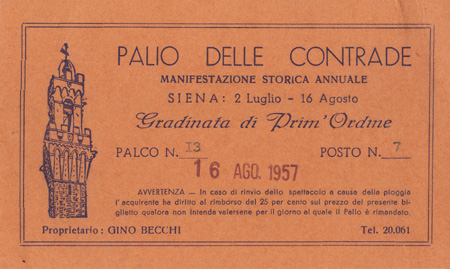 PALIO DELLE CONTRADE
MANIFESTAZIONE STORICA ANNUALE
SIENA: 2 Luglio - 16 Agosto
Gradinata di Prim'Ordine
PALCO N. I3 POSTO N. 7
16 AGO. 1957
AVVERTENZA - In caso di rinvio dello spettacolo a causa della pioggia
l'acquirente ha diritto al rimborso del 25 per cento sul prezzo del presente bi-
glietto qualora non intenda valersene per il giorno al quale il Palio è rimandato.
Proprietario: GINO BECCHI Tel. 20.061